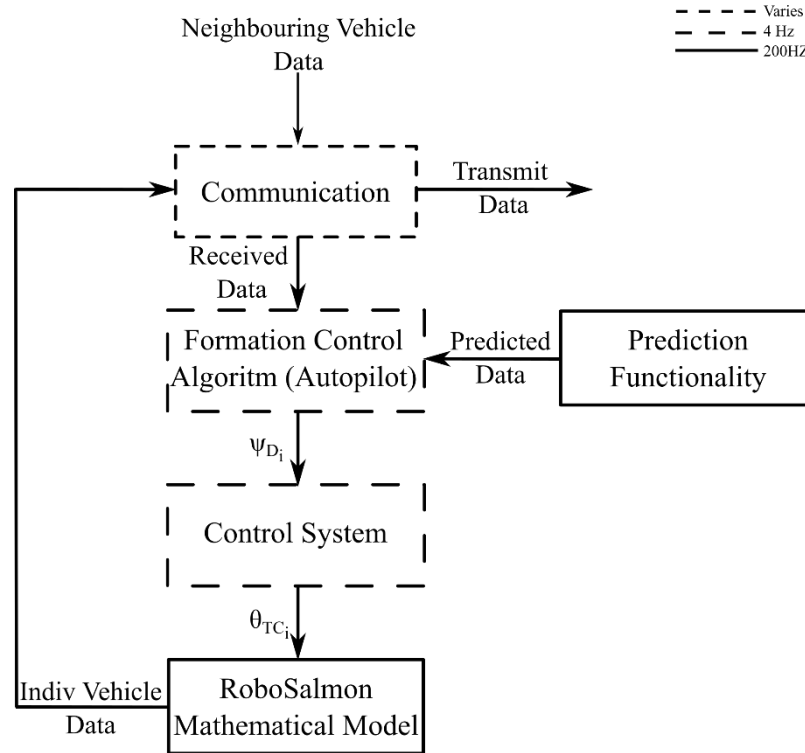 Neighbouring Vehicle
Data
Varies
4 Hz
200HZ
Communication
Transmit
Data
Received
Data
Formation Control
Algoritm (Autopilot)
Predicted
Data
Prediction
Functionality
ψDi
Control System
θTCi
Indiv Vehicle
Data
RoboSalmon
Mathematical Model